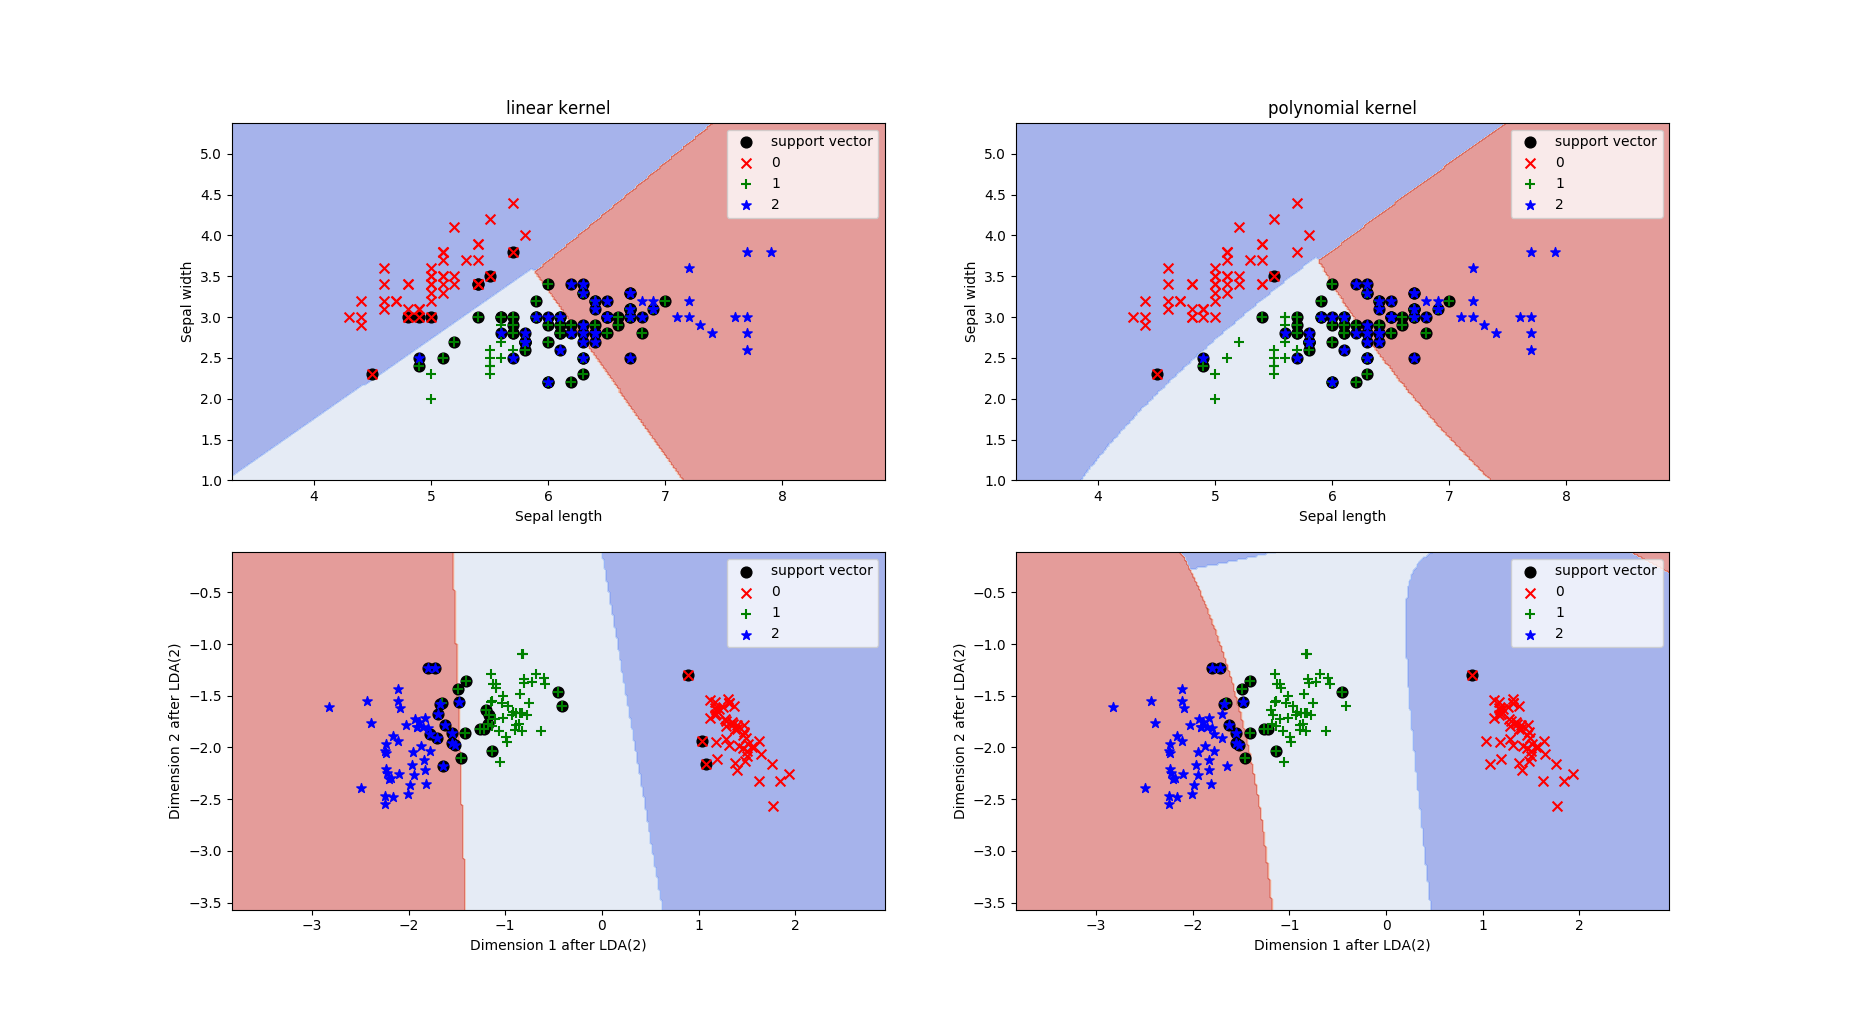 linear kernel
5.0
4.5
4.0
3.5
3.0
2.5
2.0
1.5
1.0
Sepal width
4 5 6 7 8
Sepal length
support vector
0
1
2
polynomial kernel
5.0
4.5
4.0
3.5
3.0
2.5
2.0
1.5
1.0
Sepal width
4 5 6 7 8
Sepal length
support vector
0
1
2
−0.5
−1.0
−1.5
−2.0
−2.5
−3.0
−3.5
Dimension 2 after LDA(2)
−3 −2 −1 0 1 2
Dimension 1 after LDA(2)
support vector
0
1
2
−0.5
−1.0
−1.5
−2.0
−2.5
−3.0
−3.5
Dimension 2 after LDA(2)
−3 −2 −1 0 1 2
Dimension 1 after LDA(2)
support vector
0
1
2